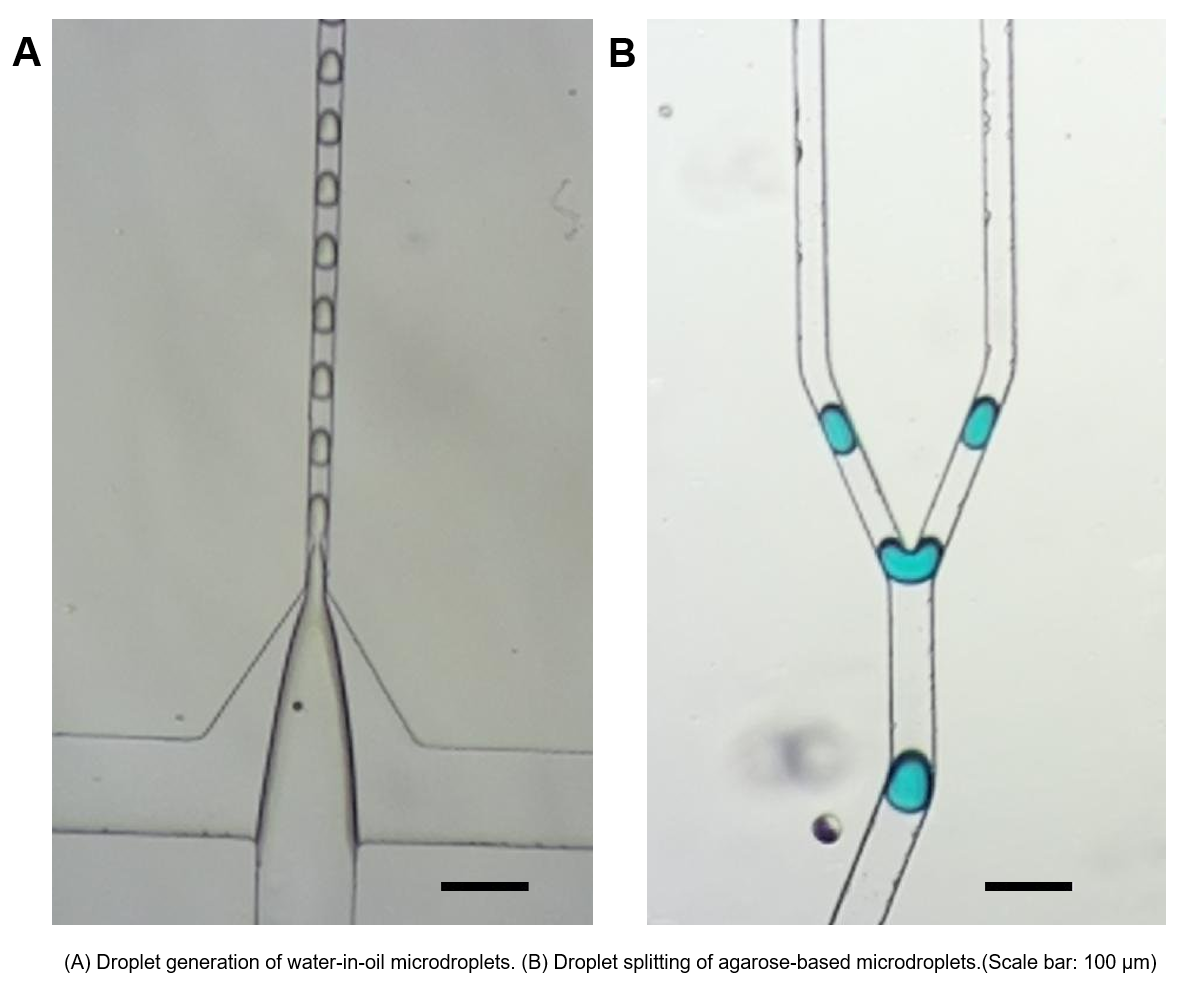 A
B
(A) Droplet generation of water-in-oil microdroplets. (B) Droplet splitting of agarose-based microdroplets.(Scale bar: 100 µm)